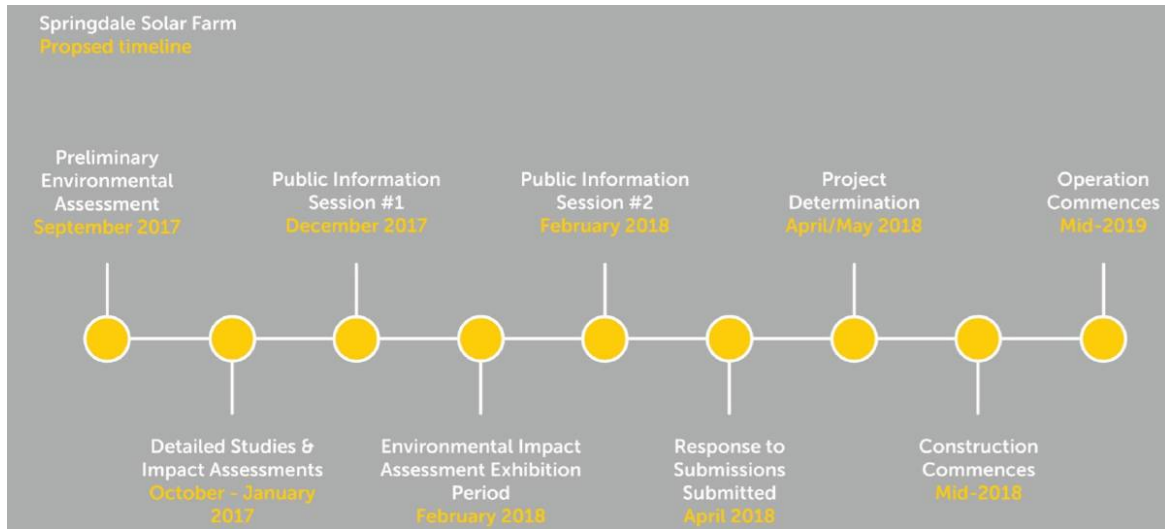 Springdale Solar Farm
Propsed timeline
Preliminary
Environmental
Assessment
September 2017
Detailed Studies &
Impact Assessments
October - January
2017
Public Information
Session #1
December 2017
Environmental Impact
Assessment Exhibition
Period
February 2018
Public Information
Session #2
February 2018
Response to
Submissions
Submitted
April 2018
Project
Determination
April/May 2018
Construction
Commences
Mid-2018
Operation
Commences
Mid-2019